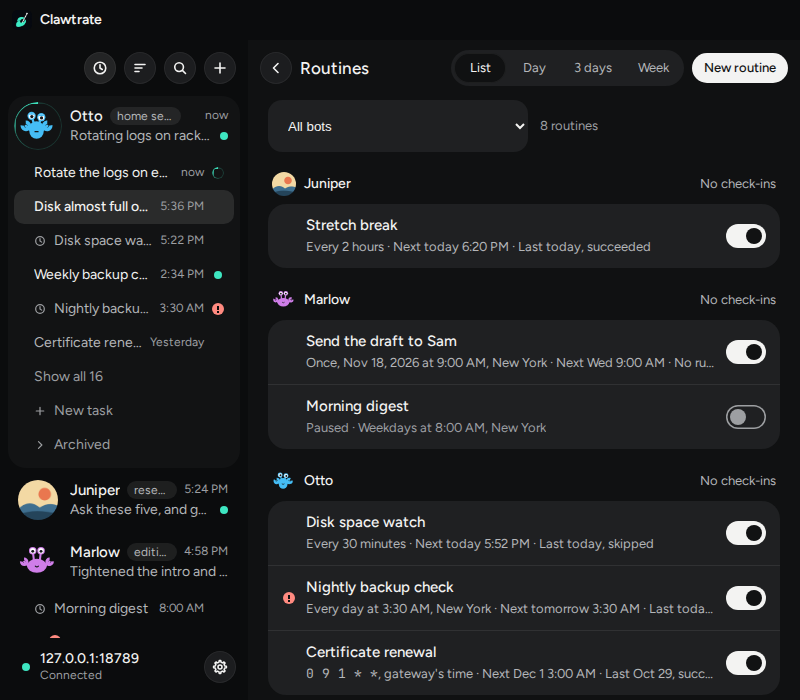 Clawtrate
Otto home se... now
Rotating logs on rack...
Rotate the logs on e... now
Disk almost full o... 5:36 PM
Disk space wa... 5:22 PM
Weekly backup c... 2:34 PM
Nightly backu... 3:30 AM
Certificate rene... Yesterday
Show all 16
New task
Archived
Juniper rese... 5:24 PM
Ask these five, and g...
Marlow editi... 4:58 PM
Tightened the intro and ...
Morning digest 8:00 AM
127.0.0.1:18789
Connected
Routines List Day 3 days Week New routine
All bots 8 routines
Juniper No check-ins
Stretch break
Every 2 hours · Next today 6:20 PM · Last today, succeeded
Marlow No check-ins
Send the draft to Sam
Once, Nov 18, 2026 at 9:00 AM, New York · Next Wed 9:00 AM · No ru...
Morning digest
Paused · Weekdays at 8:00 AM, New York
Otto No check-ins
Disk space watch
Every 30 minutes · Next today 5:52 PM · Last today, skipped
Nightly backup check
Every day at 3:30 AM, New York · Next tomorrow 3:30 AM · Last toda...
Certificate renewal
0 9 1 * *, gateway's time · Next Dec 1 3:00 AM · Last Oct 29, succ...